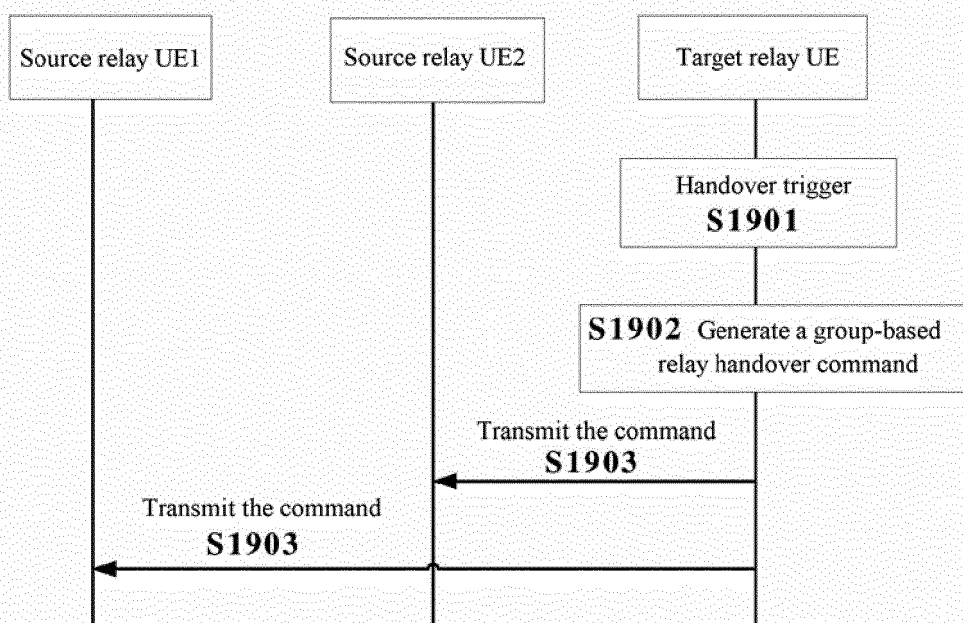 Source relay UE1
Source relay UE2
Target relay UE
Handover trigger
S1901
S1902 Generate a group-based
relay handover command
Transmit the command
S1903
Transmit the command
S1903